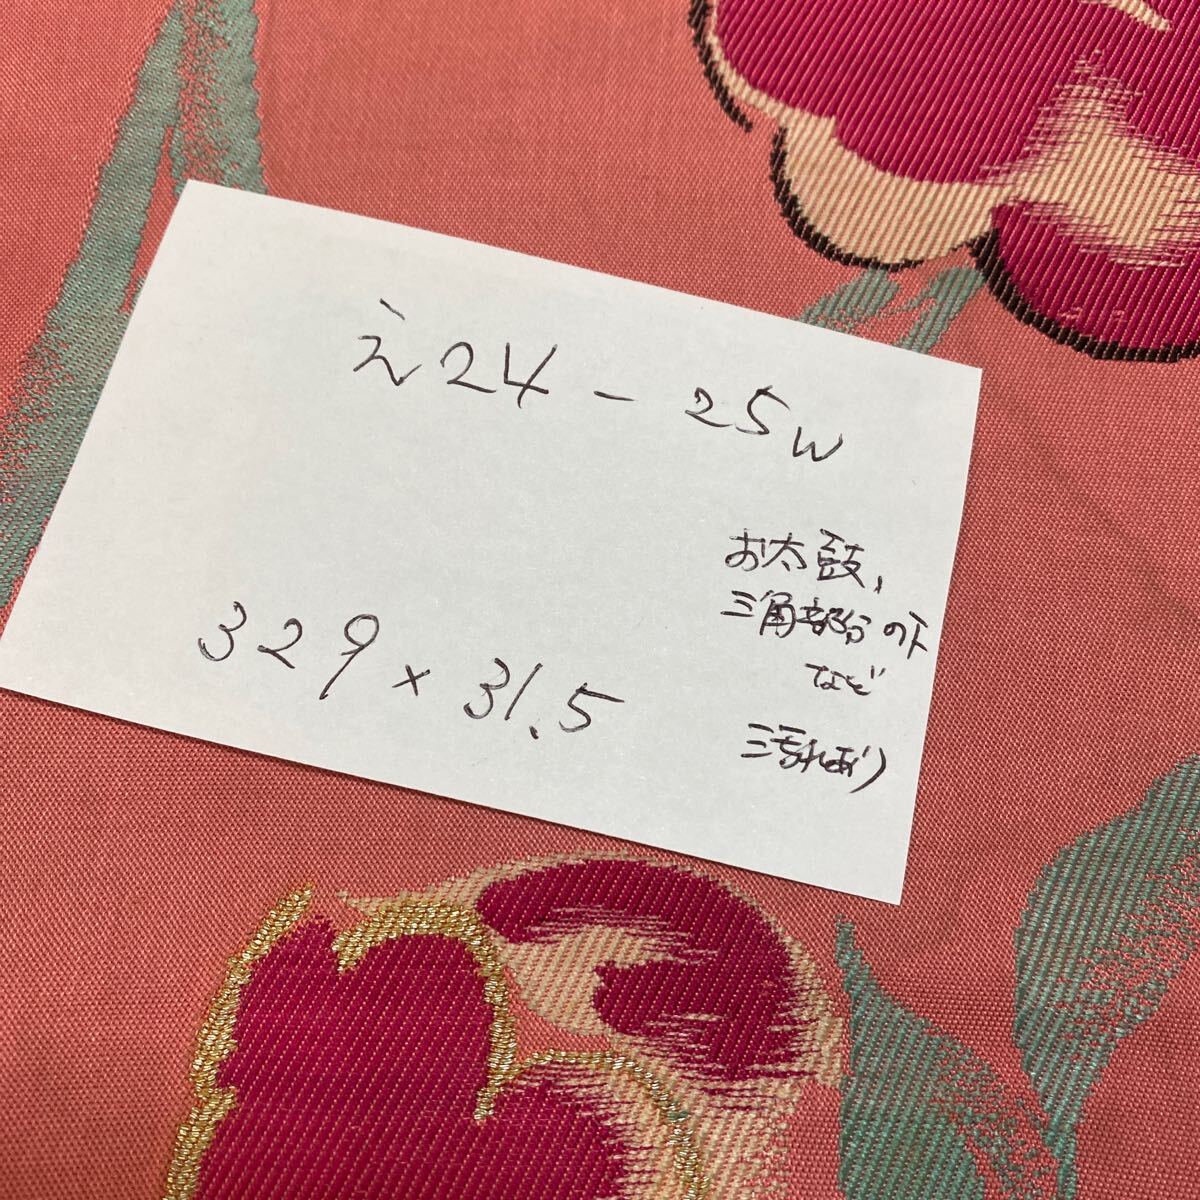 え24-25w
329×31.5
お太鼓、
三角部分の下
など
汚れあり